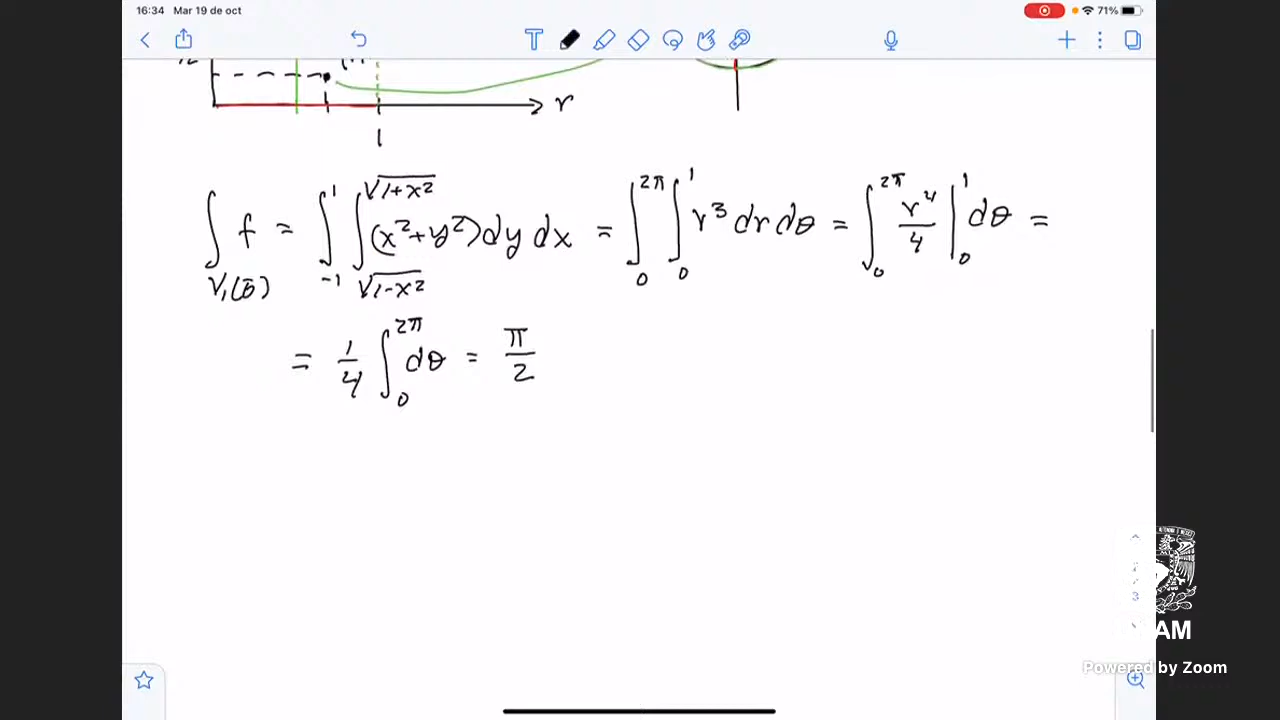 16:34 Mar 19 de oct 71%
T
r
1
∫_{V₁(0̄)} f = ∫_{-1}^{1} ∫_{√1-x²}^{√1+x²} (x²+y²)dy dx = ∫_0^{2π} ∫_0^1 r³ dr dθ = ∫_0^{2π} r⁴/4 |_0^1 dθ =
= 1/4 ∫_0^{2π} dθ = π/2
3
AM
Powered by Zoom